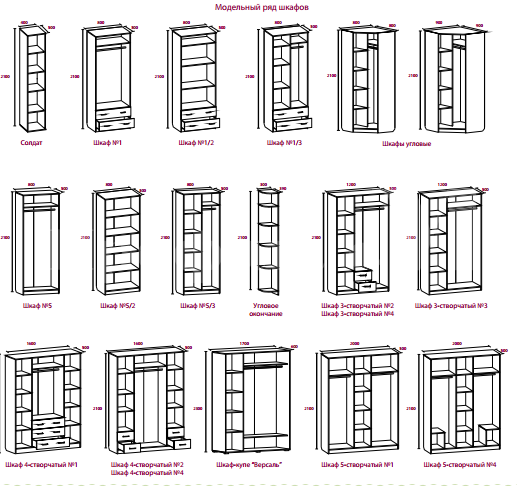 Модельный ряд шкафов
400 500 800 500 800 500 800 500 800 800 900 900
2100 2100 2100 2100 2100 2100
Солдат Шкаф №1 Шкаф №1/2 Шкаф №1/3 Шкафы угловые
800 500 800 500 800 500 300 500 1200 500 1200 500
2100 2100 2100 2100 2100 2100
Шкаф №5 Шкаф №5/2 Шкаф №5/3 Угловое окончание Шкаф 3-створчатый №2 Шкаф 3-створчатый №3
Шкаф 3-створчатый №4
1600 500 1600 500 1700 600 2000 500 2000 500
2100 2100 2300 2100 2100
Шкаф 4-створчатый №1 Шкаф 4-створчатый №2 Шкаф-купе "Версаль" Шкаф 5-створчатый №1 Шкаф 5-створчатый №4
Шкаф 4-створчатый №4